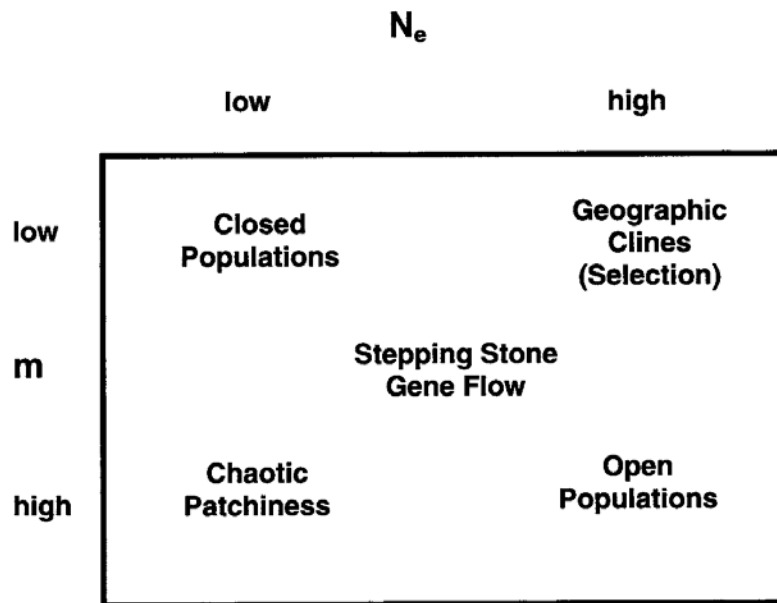 Ne
low high
low Closed Populations Geographic Clines (Selection)
m Stepping Stone Gene Flow
high Chaotic Patchiness Open Populations